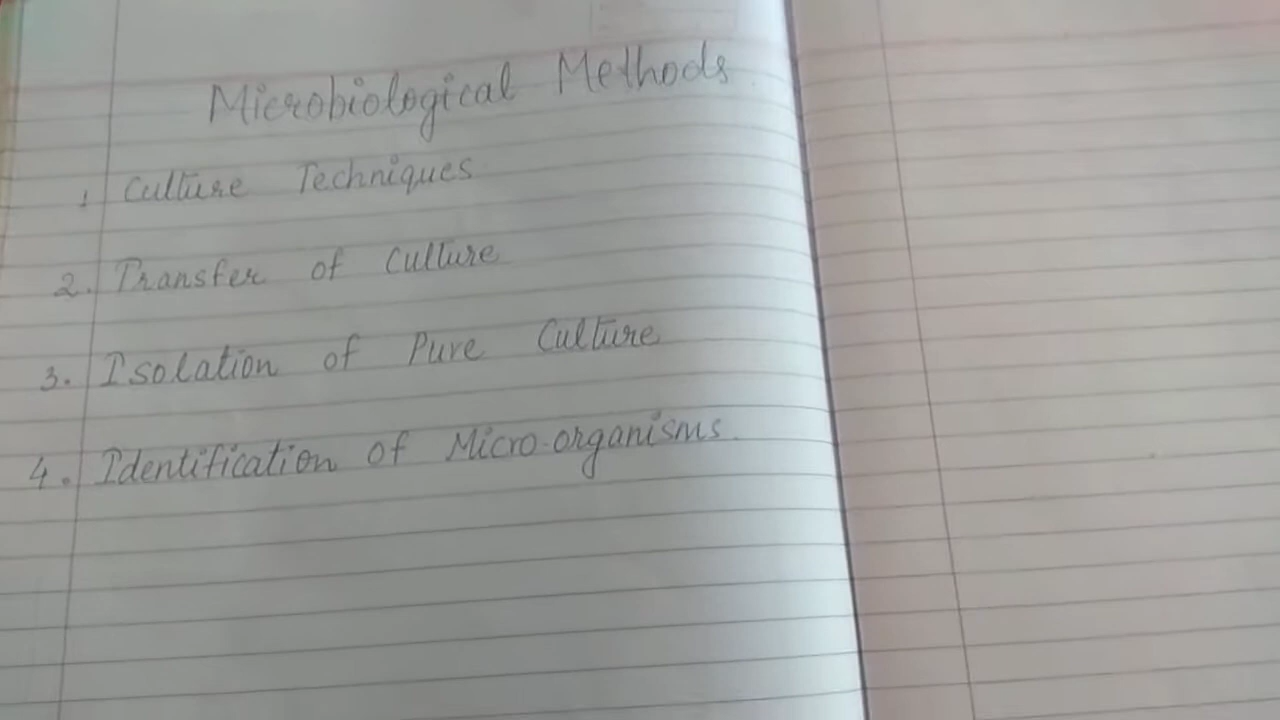 Microbiological Methods
1 Culture Techniques
2. Transfer of Culture
3. Isolation of Pure Culture
4. Identification of Micro-organisms.